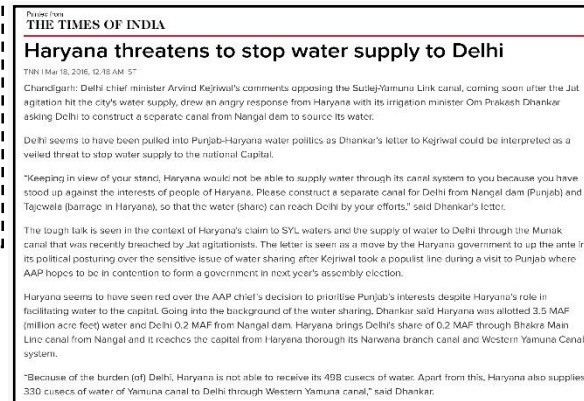 Printed from
THE TIMES OF INDIA
Haryana threatens to stop water supply to Delhi
TNN | Mar 18, 2016, 12.48 AM IST
Chandigarh: Delhi chief minister Arvind Kejriwal's comments opposing the Sutlej-Yamuna Link canal, coming soon after the Jat
agitation hit the city's water supply, drew an angry response from Haryana with its irrigation minister Om Prakash Dhankar
asking Delhi to construct a separate canal from Nangal dam to source its water.
Delhi seems to have been pulled into Punjab-Haryana water politics as Dhankar's letter to Kejriwal could be interpreted as a
veiled threat to stop water supply to the national Capital.
"Keeping in view of your stand, Haryana would not be able to supply water through its canal system to you because you have
stood up against the interests of people of Haryana. Please construct a separate canal for Delhi from Nangal dam (Punjab) and
Tajewala (barrage in Haryana), so that the water (share) can reach Delhi by your efforts," said Dhankar's letter.
The tough talk is seen in the context of Haryana's claim to SYL waters and the supply of water to Delhi through the Munak
canal that was recently breached by Jat agitationists. The letter is seen as a move by the Haryana government to up the ante in
its political posturing over the sensitive issue of water sharing after Kejriwal took a populist line during a visit to Punjab where
AAP hopes to be in contention to form a government in next year's assembly election.
Haryana seems to have seen red over the AAP chief's decision to prioritise Punjab's interests despite Haryana's role in
facilitating water to the capital. Going into the background of the water sharing, Dhankar said Haryana was allotted 3.5 MAF
(million acre feet) water and Delhi 0.2 MAF from Nangal dam. Haryana brings Delhi's share of 0.2 MAF through Bhakra Main
Line canal from Nangal and it reaches the capital from Haryana thorough its Narwana branch canal and Western Yamuna Canal
system.
"Because of the burden (of) Delhi, Haryana is not able to receive its 498 cusecs of water. Apart from this, Haryana also supplies
330 cusecs of water of Yamuna canal to Delhi through Western Yamuna canal," said Dhankar.